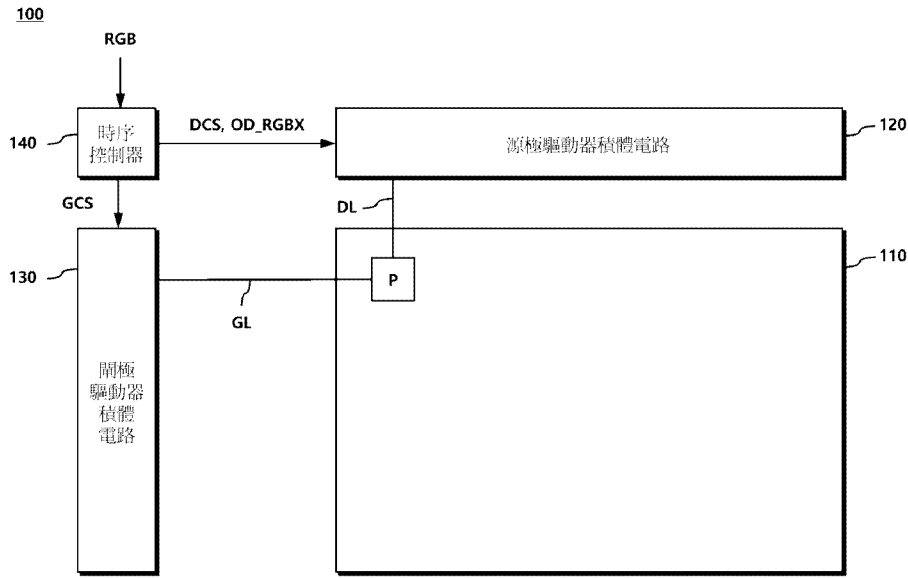 100
RGB
140
時序
控制器
DCS, OD_RGBX
源極驅動器積體電路
120
GCS
DL
130
P
110
GL
閘極
驅動器
積體
電路